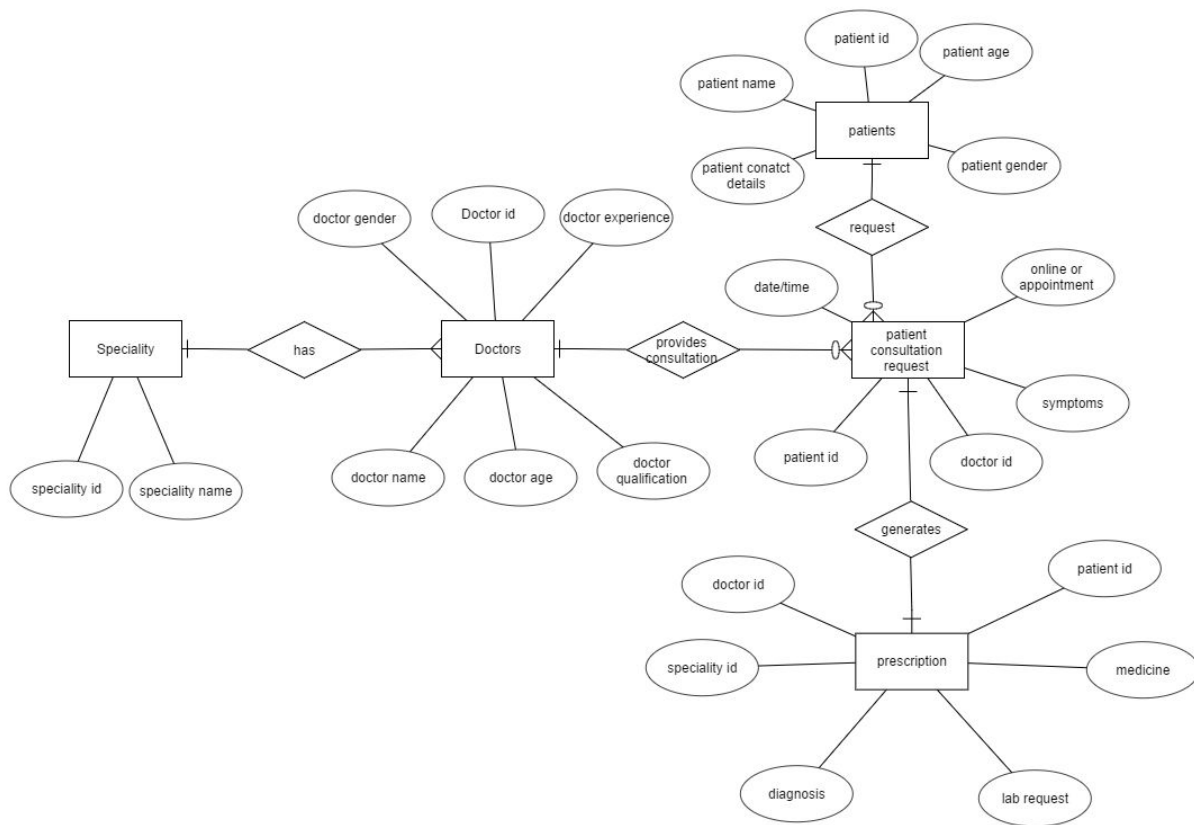 patient id
patient age
patient name
patients
patient conatct
details
patient gender
request
doctor gender
Doctor id
doctor experience
date/time
online or
appointment
Speciality
has
Doctors
provides
consultation
patient
consultation
request
symptoms
speciality id
speciality name
doctor name
doctor age
doctor
qualification
patient id
doctor id
generates
doctor id
patient id
speciality id
prescription
medicine
diagnosis
lab request